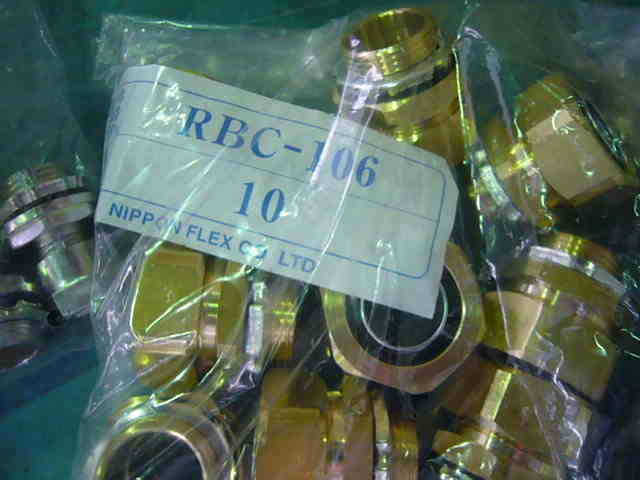 RBC-106
10
NIPPON FLEX CO LTD